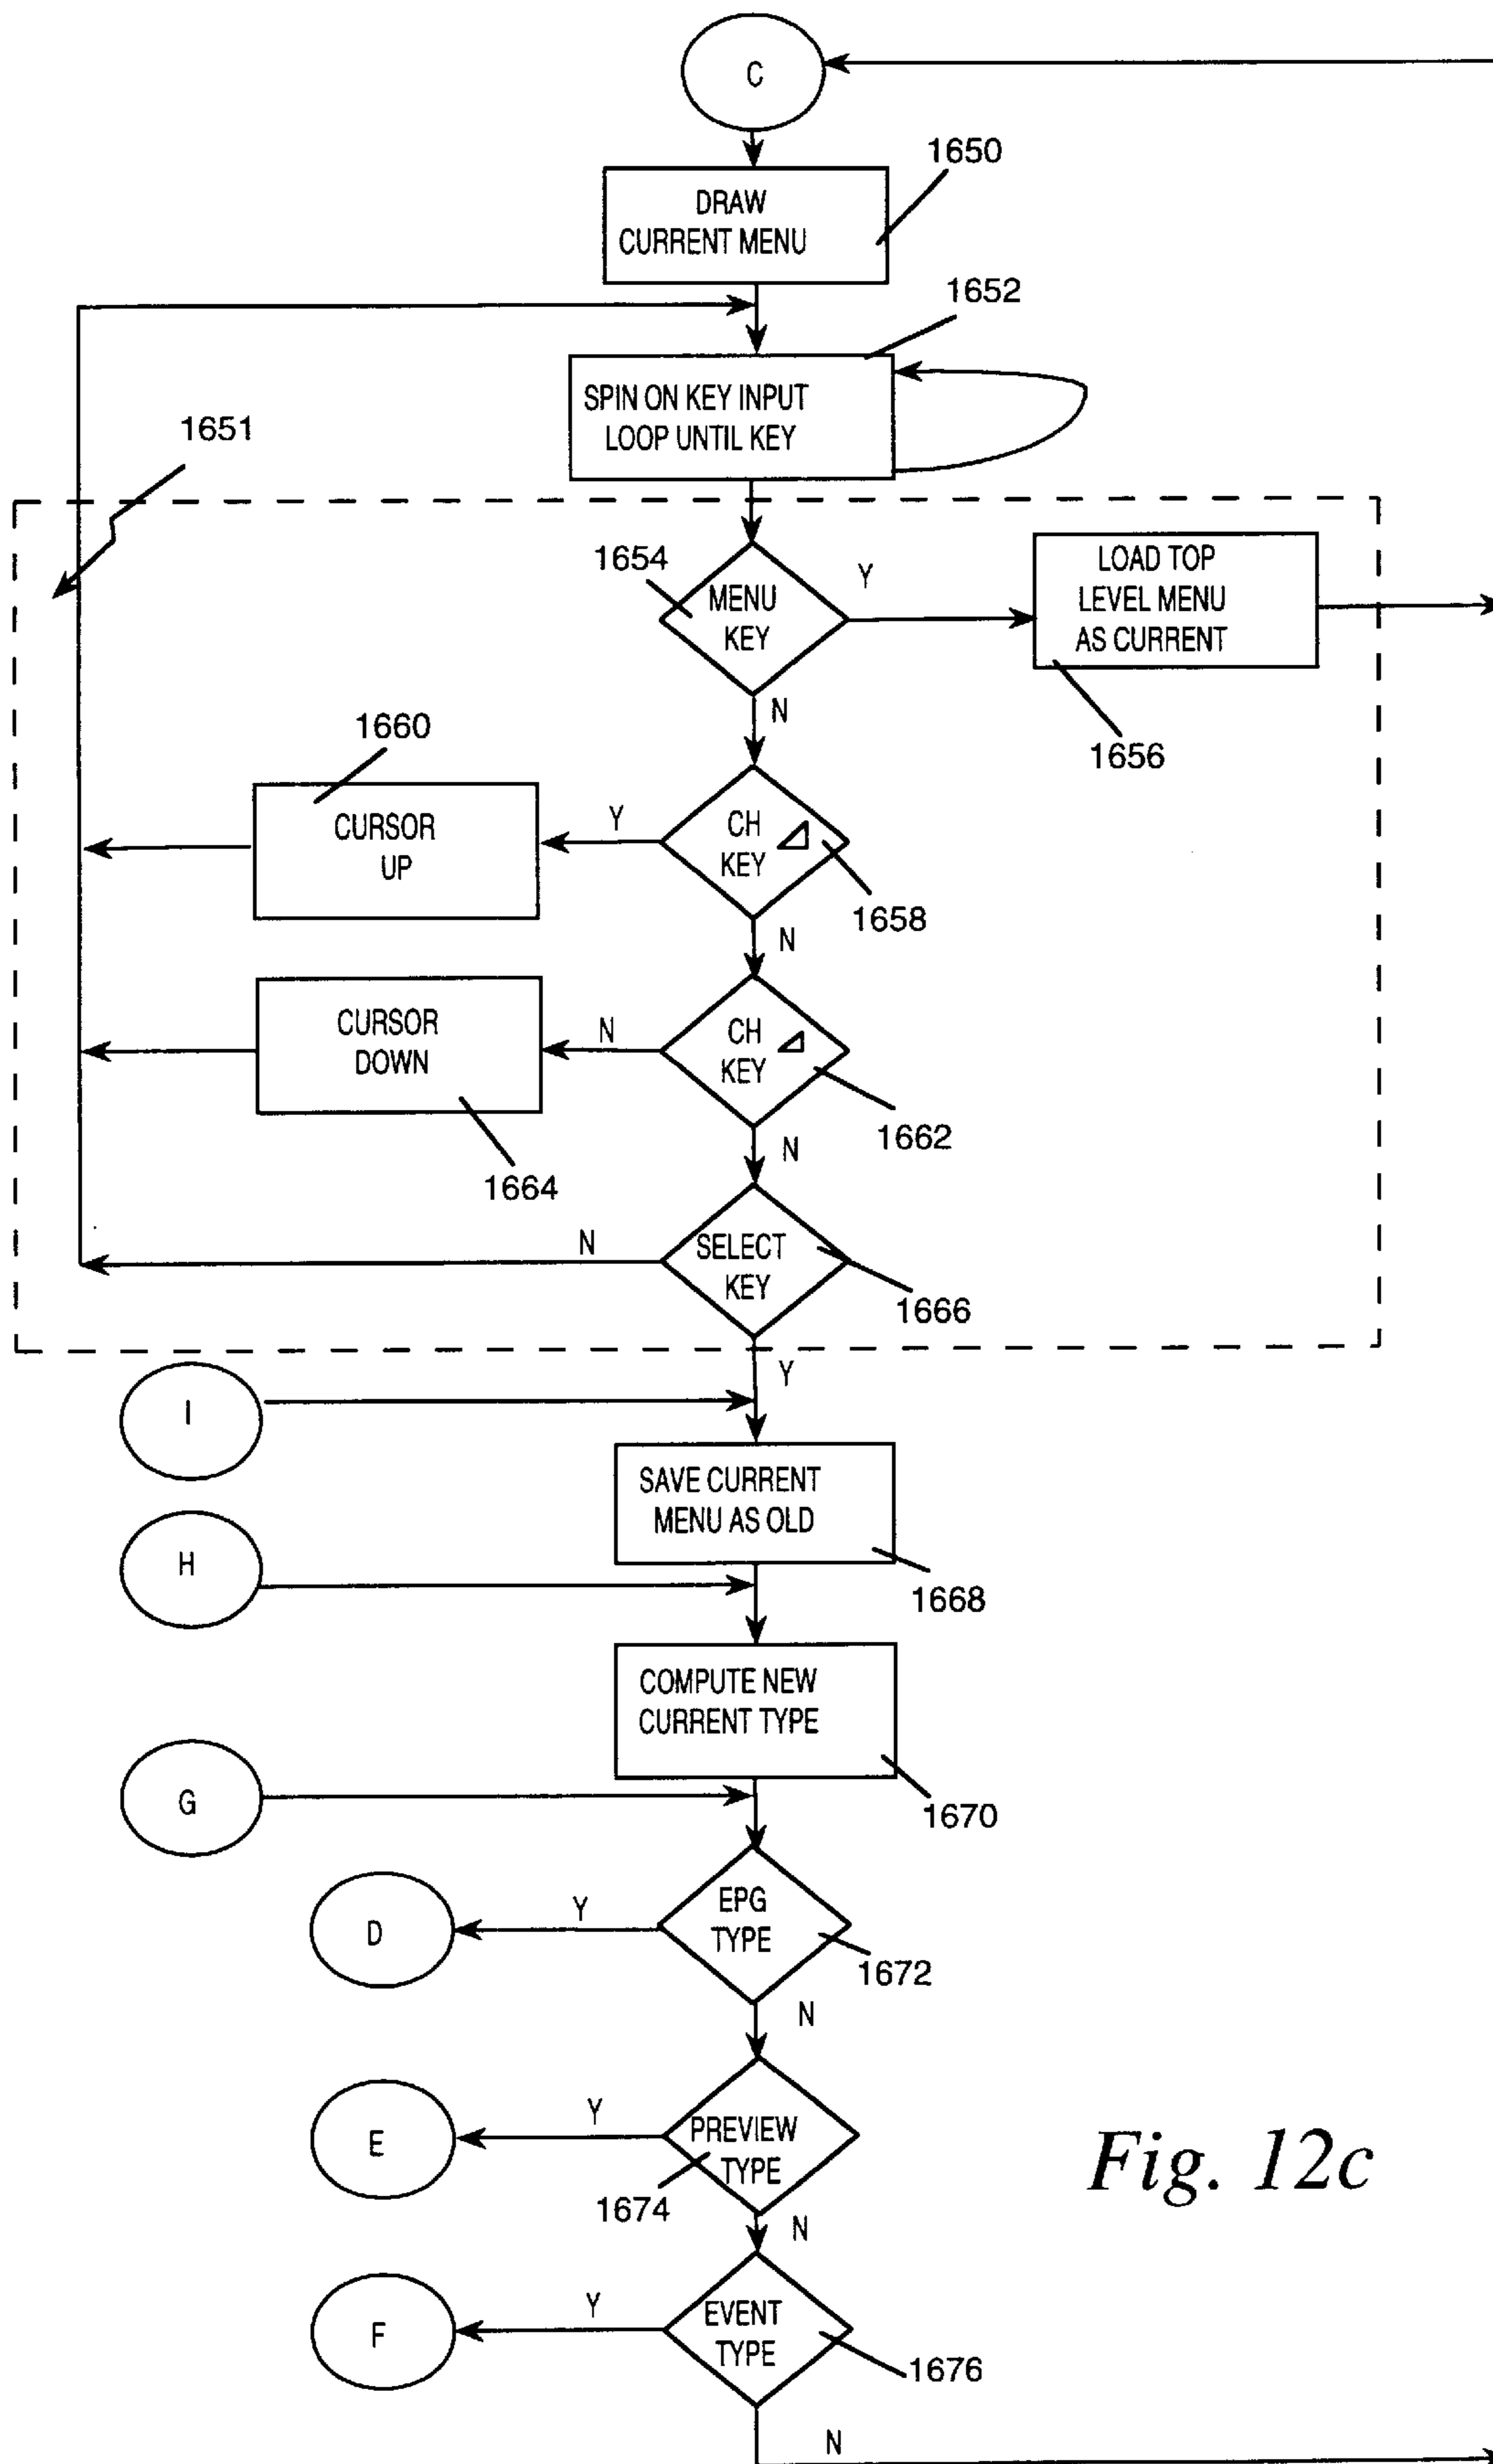 C
1650
DRAW
CURRENT MENU
1652
SPIN ON KEY INPUT
LOOP UNTIL KEY
1651
1654
MENU
KEY
Y
LOAD TOP
LEVEL MENU
AS CURRENT
1656
N
1660
CURSOR
UP
Y
CH
KEY
1658
N
CURSOR
DOWN
N
CH
KEY
1662
1664
N
N
SELECT
KEY
1666
Y
I
SAVE CURRENT
MENU AS OLD
H
1668
COMPUTE NEW
CURRENT TYPE
G
1670
D
Y
EPG
TYPE
1672
N
E
Y
PREVIEW
TYPE
1674
Fig. 12c
N
F
Y
EVENT
TYPE
1676
N